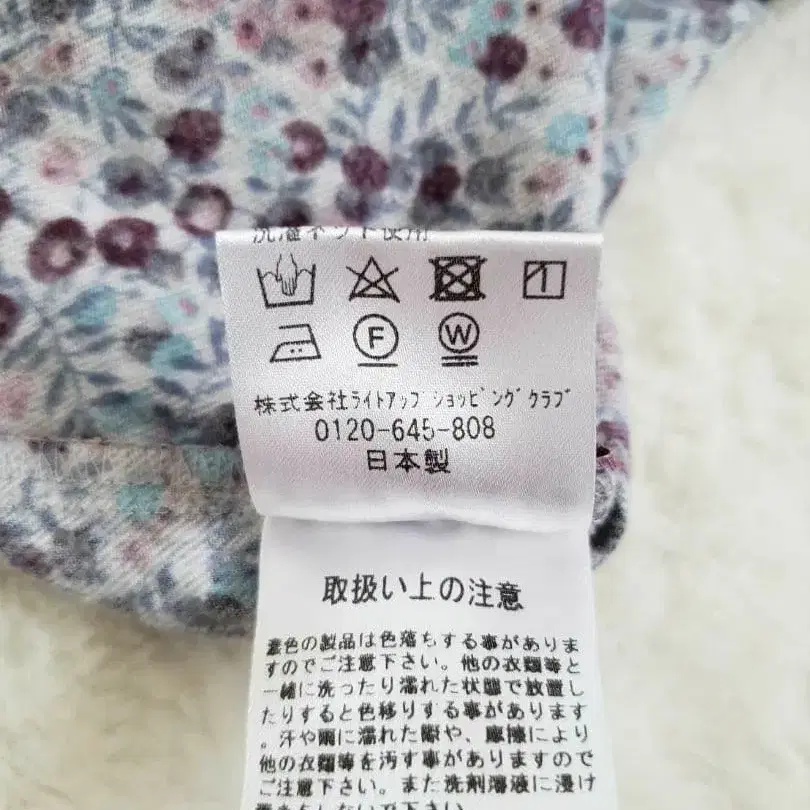 洗濯ネット使用
F
W
株式会社ライトアップショッピングクラブ
0120-645-808
日本製
取扱い上の注意
濃色の製品は色落ちする事がありま
すのでご注意下さい。他の衣類等と
一緒に洗ったり濡れた状態で放置し
たりすると色移りする事があります
。汗や雨に濡れた際や、摩擦により
他の衣類等を汚す事がありますので
ご注意下さい。また洗剤溶液に浸け